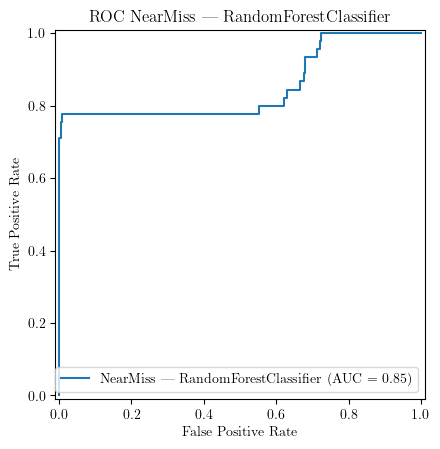 ROC NearMiss — RandomForestClassifier
1.0
0.8
0.6
0.4
0.2
0.0
True Positive Rate
NearMiss — RandomForestClassifier (AUC = 0.85)
0.0 0.2 0.4 0.6 0.8 1.0
False Positive Rate